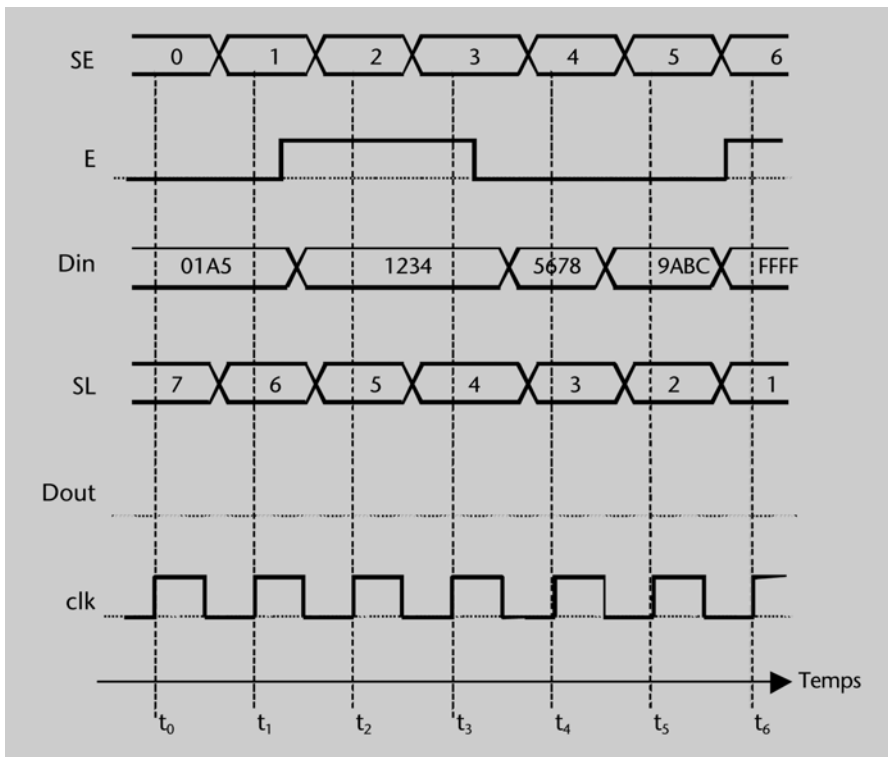 SE 0 1 2 3 4 5 6
E
Din 01A5 1234 5678 9ABC FFFF
SL 7 6 5 4 3 2 1
Dout
clk
Temps
t₀ t₁ t₂ t₃ t₄ t₅ t₆